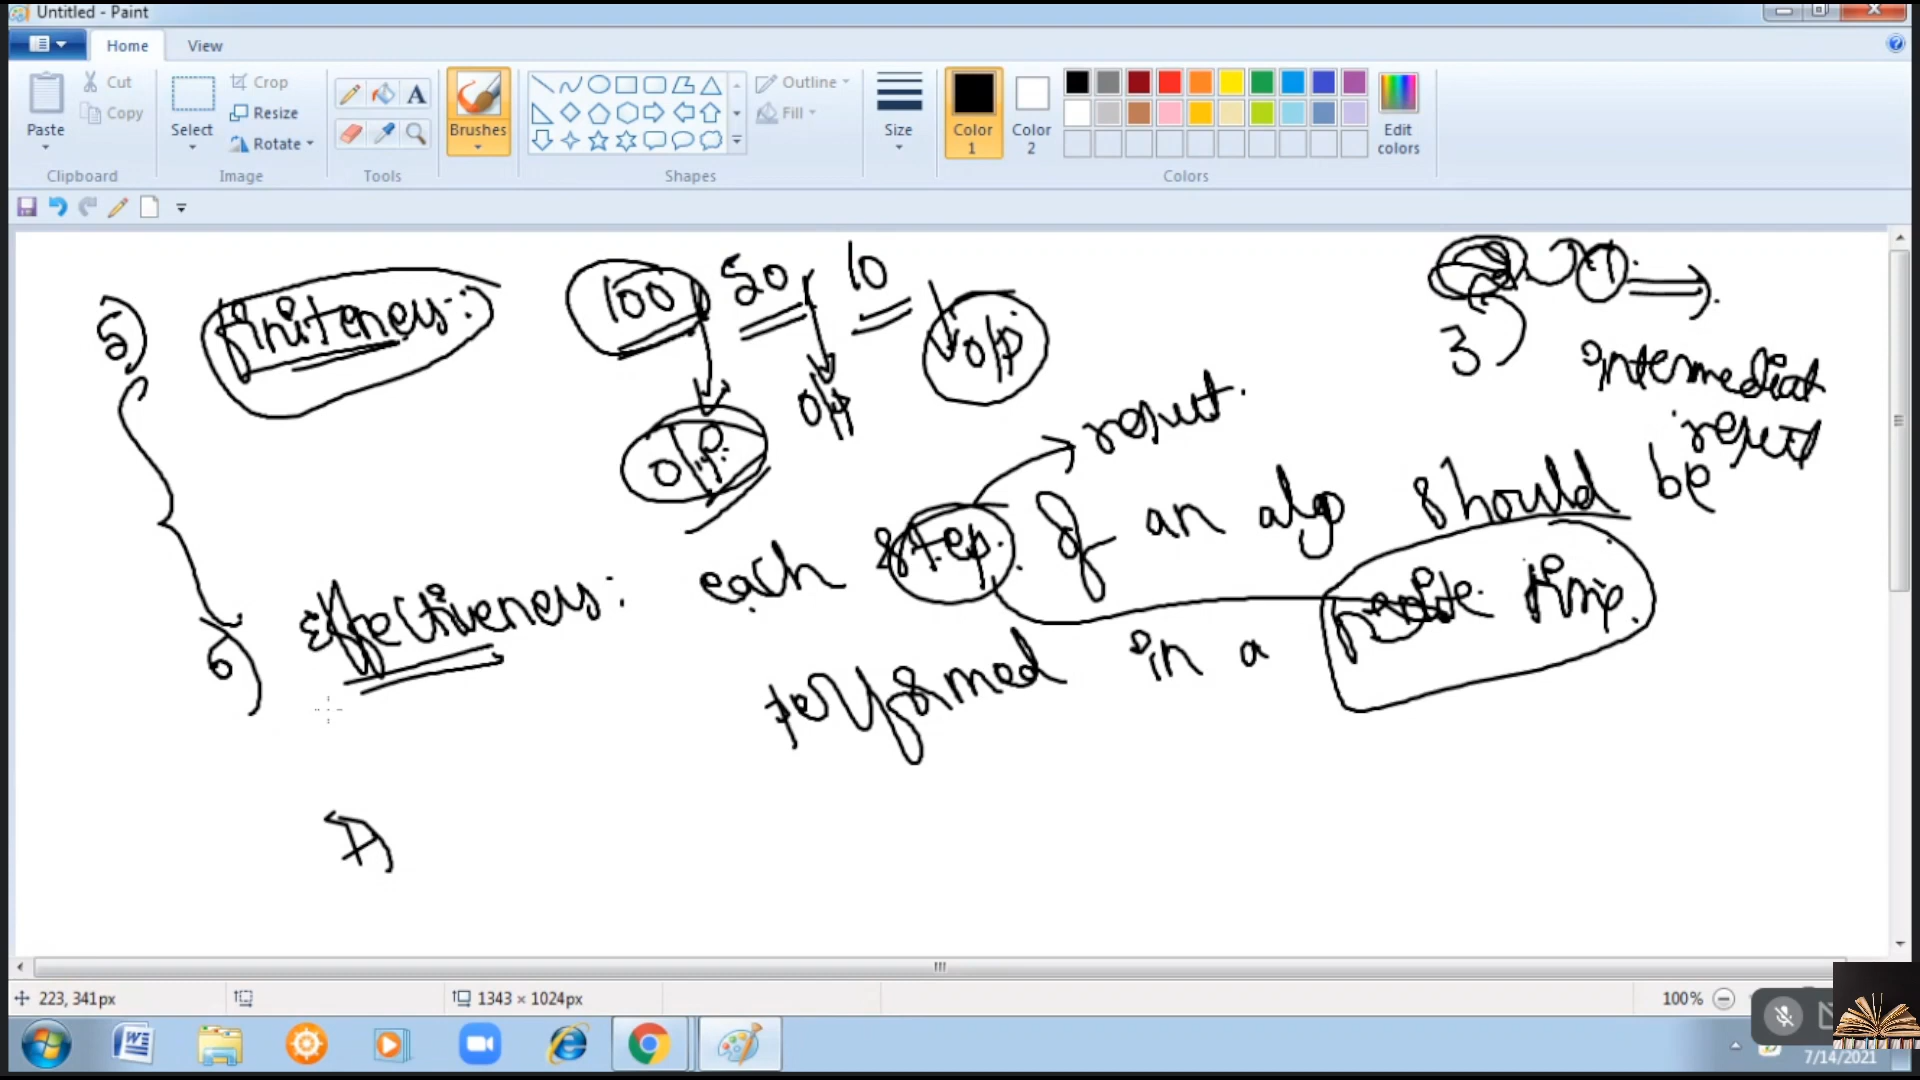 Untitled - Paint
Home View
Cut
Copy
Paste
Clipboard
Crop
Resize
Rotate
Select
Image
A
Tools
Brushes
Outline
Fill
Shapes
Size
Color 1
Color 2
Edit colors
Colors
5) finiteness: 100 50 10 o/p
3)
intermediat
result
o/p. o/p
result.
6) Effectiveness: each step of an algo should be
performed in a finite time.
7)
223, 341px
1343 × 1024px
100%
7/14/2021